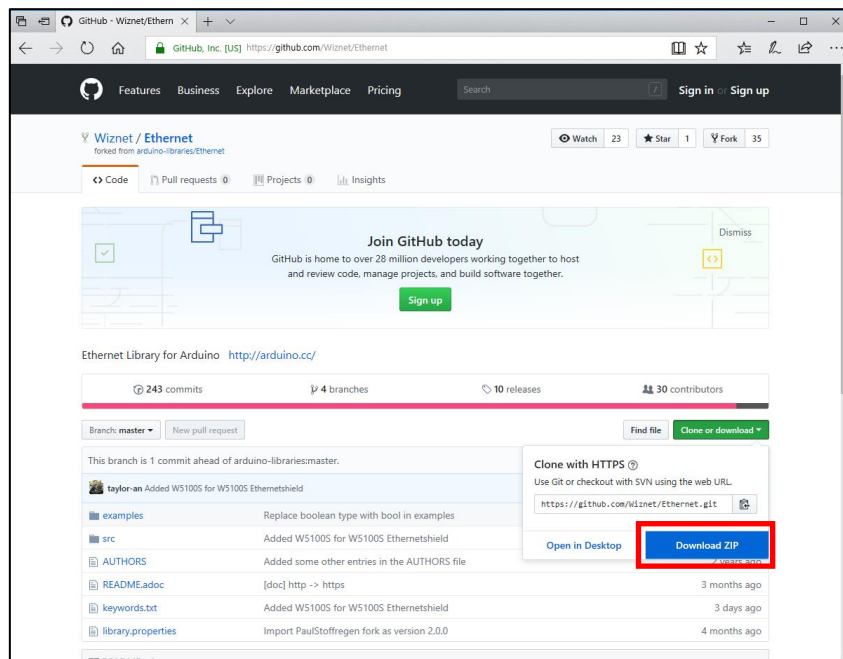 GitHub - Wiznet/Ethern
GitHub, Inc. [US] https://github.com/Wiznet/Ethernet
Features Business Explore Marketplace Pricing Search / Sign in or Sign up
Wiznet / Ethernet
forked from arduino-libraries/Ethernet
Watch 23 Star 1 Fork 35
Code Pull requests 0 Projects 0 Insights
Join GitHub today
Dismiss
GitHub is home to over 28 million developers working together to host
and review code, manage projects, and build software together.
Sign up
Ethernet Library for Arduino http://arduino.cc/
243 commits 4 branches 10 releases 30 contributors
Branch: master New pull request Find file Clone or download
This branch is 1 commit ahead of arduino-libraries:master.
taylor-an Added W5100S for W5100S Ethernetshield
Clone with HTTPS
Use Git or checkout with SVN using the web URL.
https://github.com/Wiznet/Ethernet.git
Open in Desktop Download ZIP
examples Replace boolean type with bool in examples
src Added W5100S for W5100S Ethernetshield
AUTHORS Added some other entries in the AUTHORS file 2 years ago
README.adoc [doc] http -> https 3 months ago
keywords.txt Added W5100S for W5100S Ethernetshield 3 days ago
library.properties Import PaulStoffregen fork as version 2.0.0 4 months ago